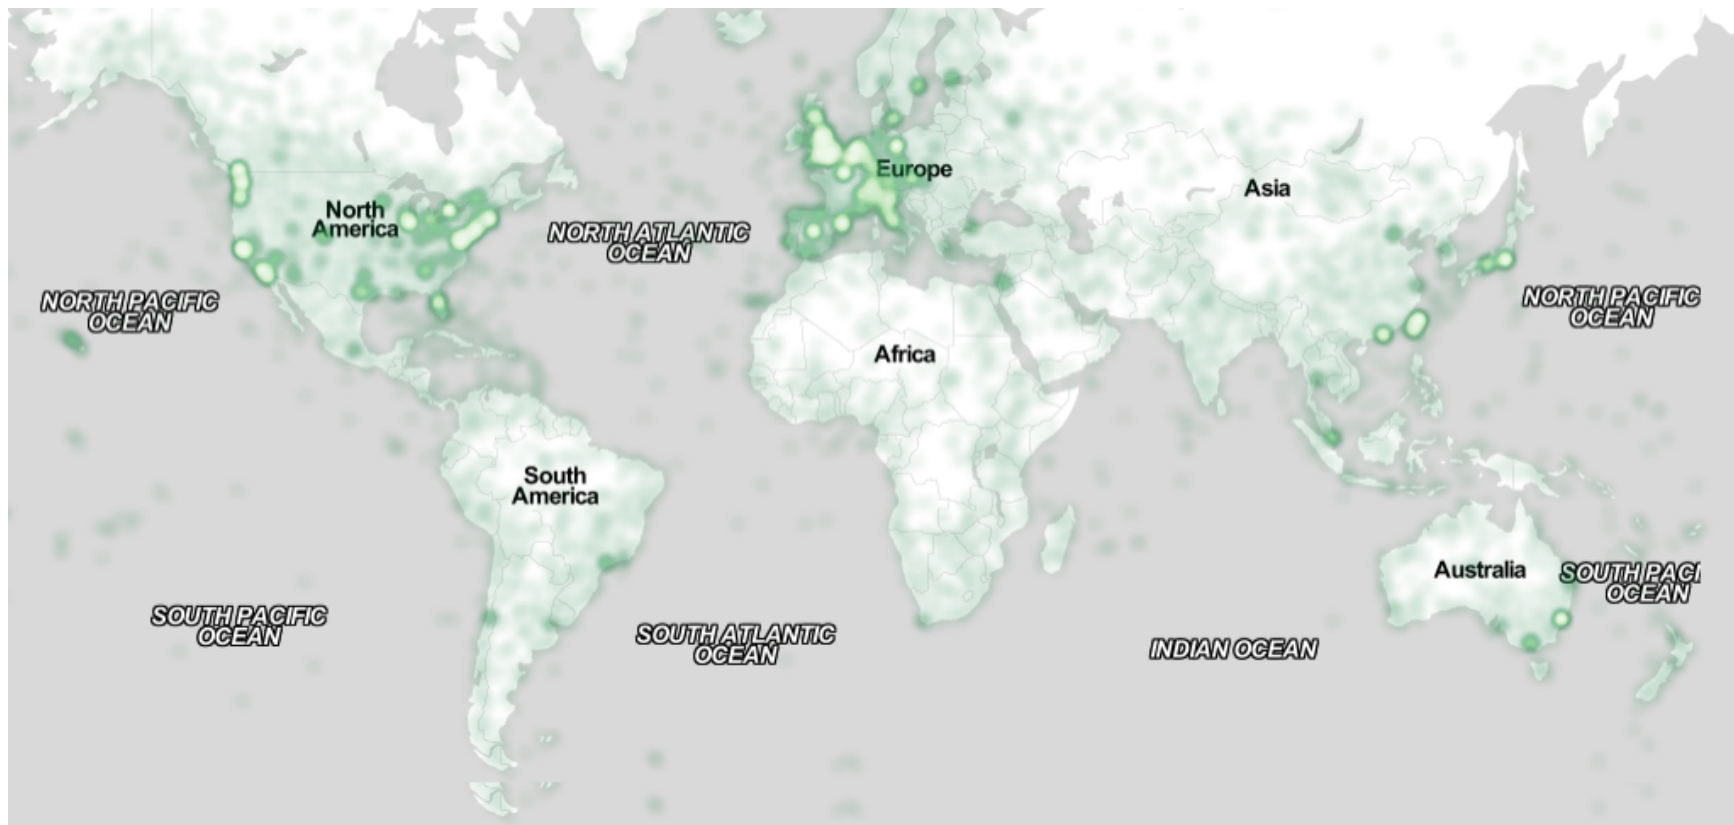 Europe
Asia
North
America
NORTH ATLANTIC
OCEAN
NORTH PACIFIC
OCEAN
NORTH PACIFIC
OCEAN
Africa
South
America
Australia
SOUTH PACI
OCEAN
SOUTH PACIFIC
OCEAN
SOUTH ATLANTIC
OCEAN
INDIAN OCEAN